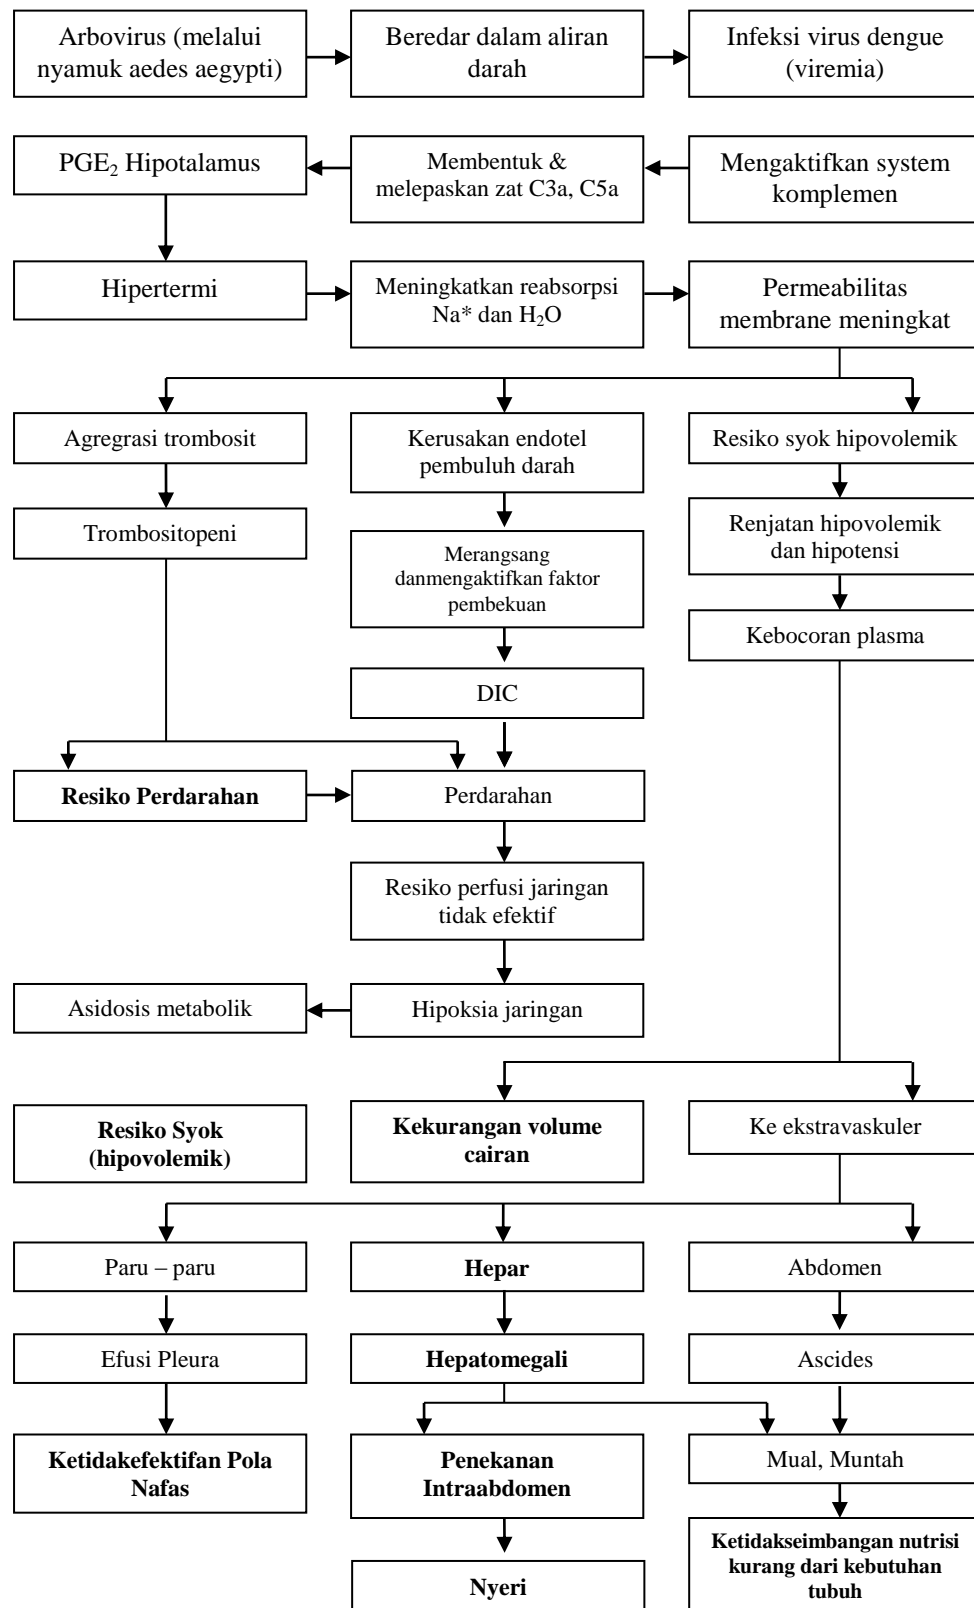 Arbovirus (melalui
nyamuk aedes aegypti)
Beredar dalam aliran
darah
Infeksi virus dengue
(viremia)
PGE₂ Hipotalamus
Membentuk &
melepaskan zat C3a, C5a
Mengaktifkan system
komplemen
Hipertermi
Meningkatkan reabsorpsi
Na* dan H₂O
Permeabilitas
membrane meningkat
Agregrasi trombosit
Kerusakan endotel
pembuluh darah
Resiko syok hipovolemik
Trombositopeni
Merangsang
danmengaktifkan faktor
pembekuan
Renjatan hipovolemik
dan hipotensi
Kebocoran plasma
DIC
Resiko Perdarahan
Perdarahan
Resiko perfusi jaringan
tidak efektif
Asidosis metabolik
Hipoksia jaringan
Resiko Syok
(hipovolemik)
Kekurangan volume
cairan
Ke ekstravaskuler
Paru – paru
Hepar
Abdomen
Efusi Pleura
Hepatomegali
Ascides
Ketidakefektifan Pola
Nafas
Penekanan
Intraabdomen
Mual, Muntah
Nyeri
Ketidakseimbangan nutrisi
kurang dari kebutuhan
tubuh